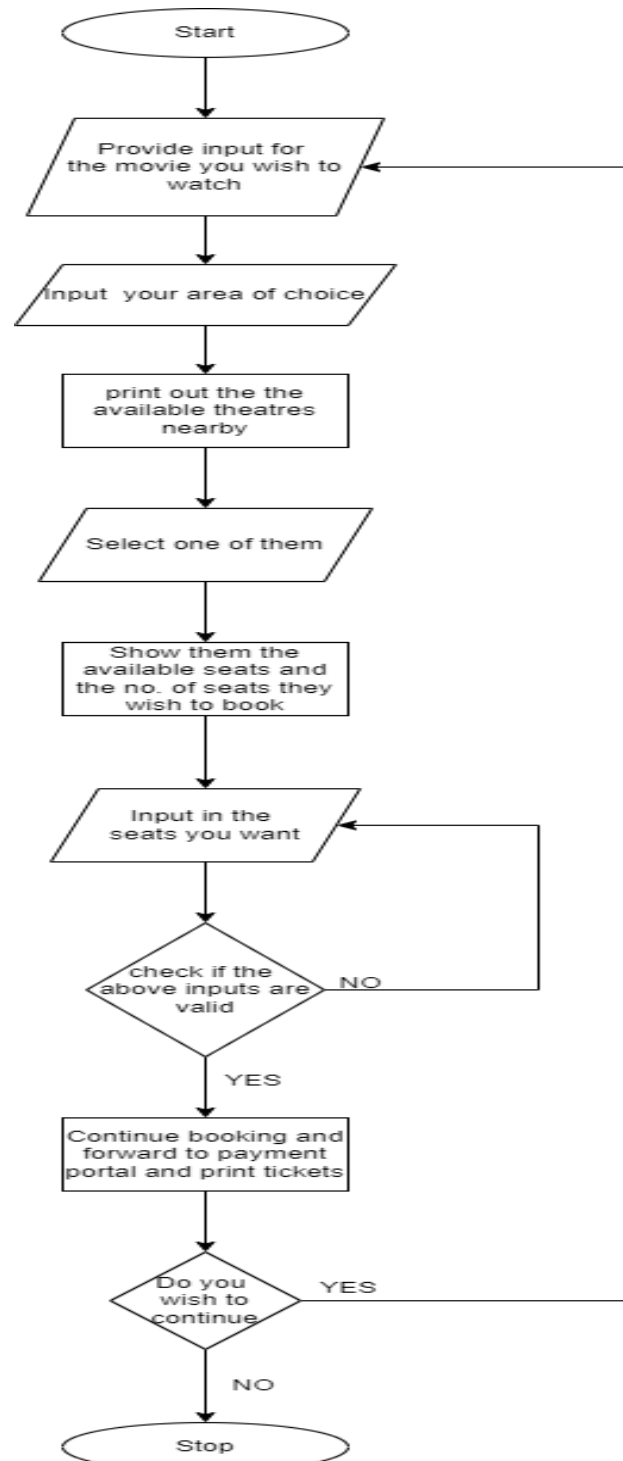 Start
Provide input for
the movie you wish to
watch
Input your area of choice
print out the the
available theatres
nearby
Select one of them
Show them the
available seats and
the no. of seats they
wish to book
Input in the
seats you want
check if the
above inputs are
valid
NO
YES
Continue booking and
forward to payment
portal and print tickets
Do you
wish to
continue
YES
NO
Stop